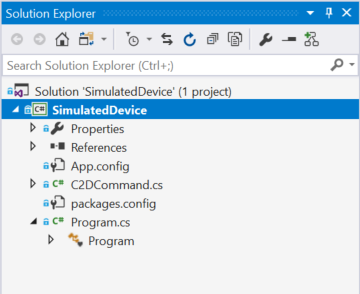 Solution Explorer
Search Solution Explorer (Ctrl+;)
Solution 'SimulatedDevice' (1 project)
C# SimulatedDevice
Properties
References
App.config
C# C2DCommand.cs
packages.config
C# Program.cs
Program